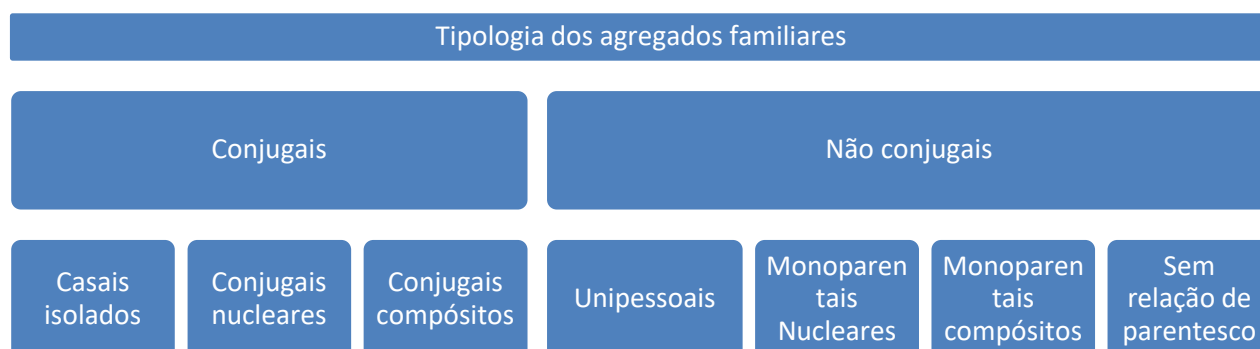 Tipologia dos agregados familiares
Conjugais
Não conjugais
Casais
isolados
Conjugais
nucleares
Conjugais
compósitos
Unipessoais
Monoparen
tais
Nucleares
Monoparen
tais
compósitos
Sem
relação de
parentesco